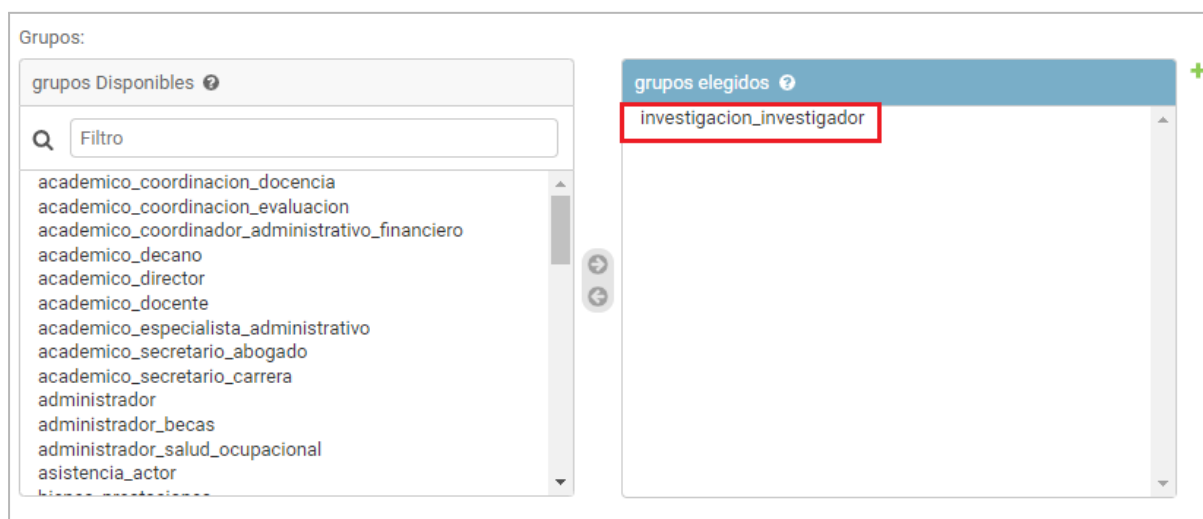 Grupos:
grupos Disponibles
Filtro
academico_coordinacion_docencia
academico_coordinacion_evaluacion
academico_coordinador_administrativo_financiero
academico_decano
academico_director
academico_docente
academico_especialista_administrativo
academico_secretario_abogado
academico_secretario_carrera
administrador
administrador_becas
administrador_salud_ocupacional
asistencia_actor
grupos elegidos
investigacion_investigador